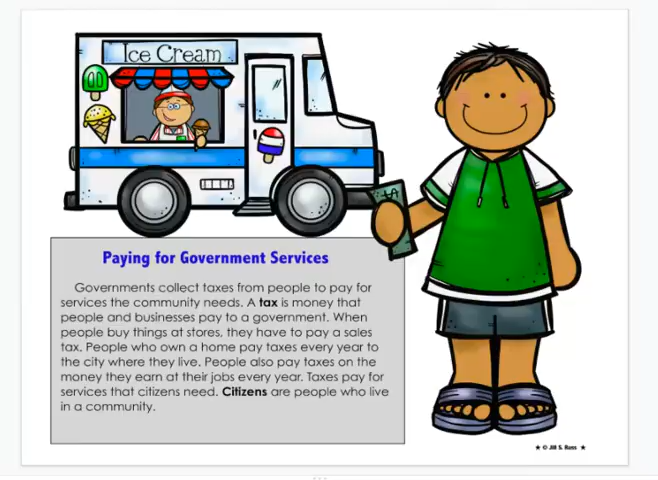 Ice Cream
$
Paying for Government Services
Governments collect taxes from people to pay for
services the community needs. A tax is money that
people and businesses pay to a government. When
people buy things at stores, they have to pay a sales
tax. People who own a home pay taxes every year to
the city where they live. People also pay taxes on the
money they earn at their jobs every year. Taxes pay for
services that citizens need. Citizens are people who live
in a community.
★ © Jill S. Russ ★